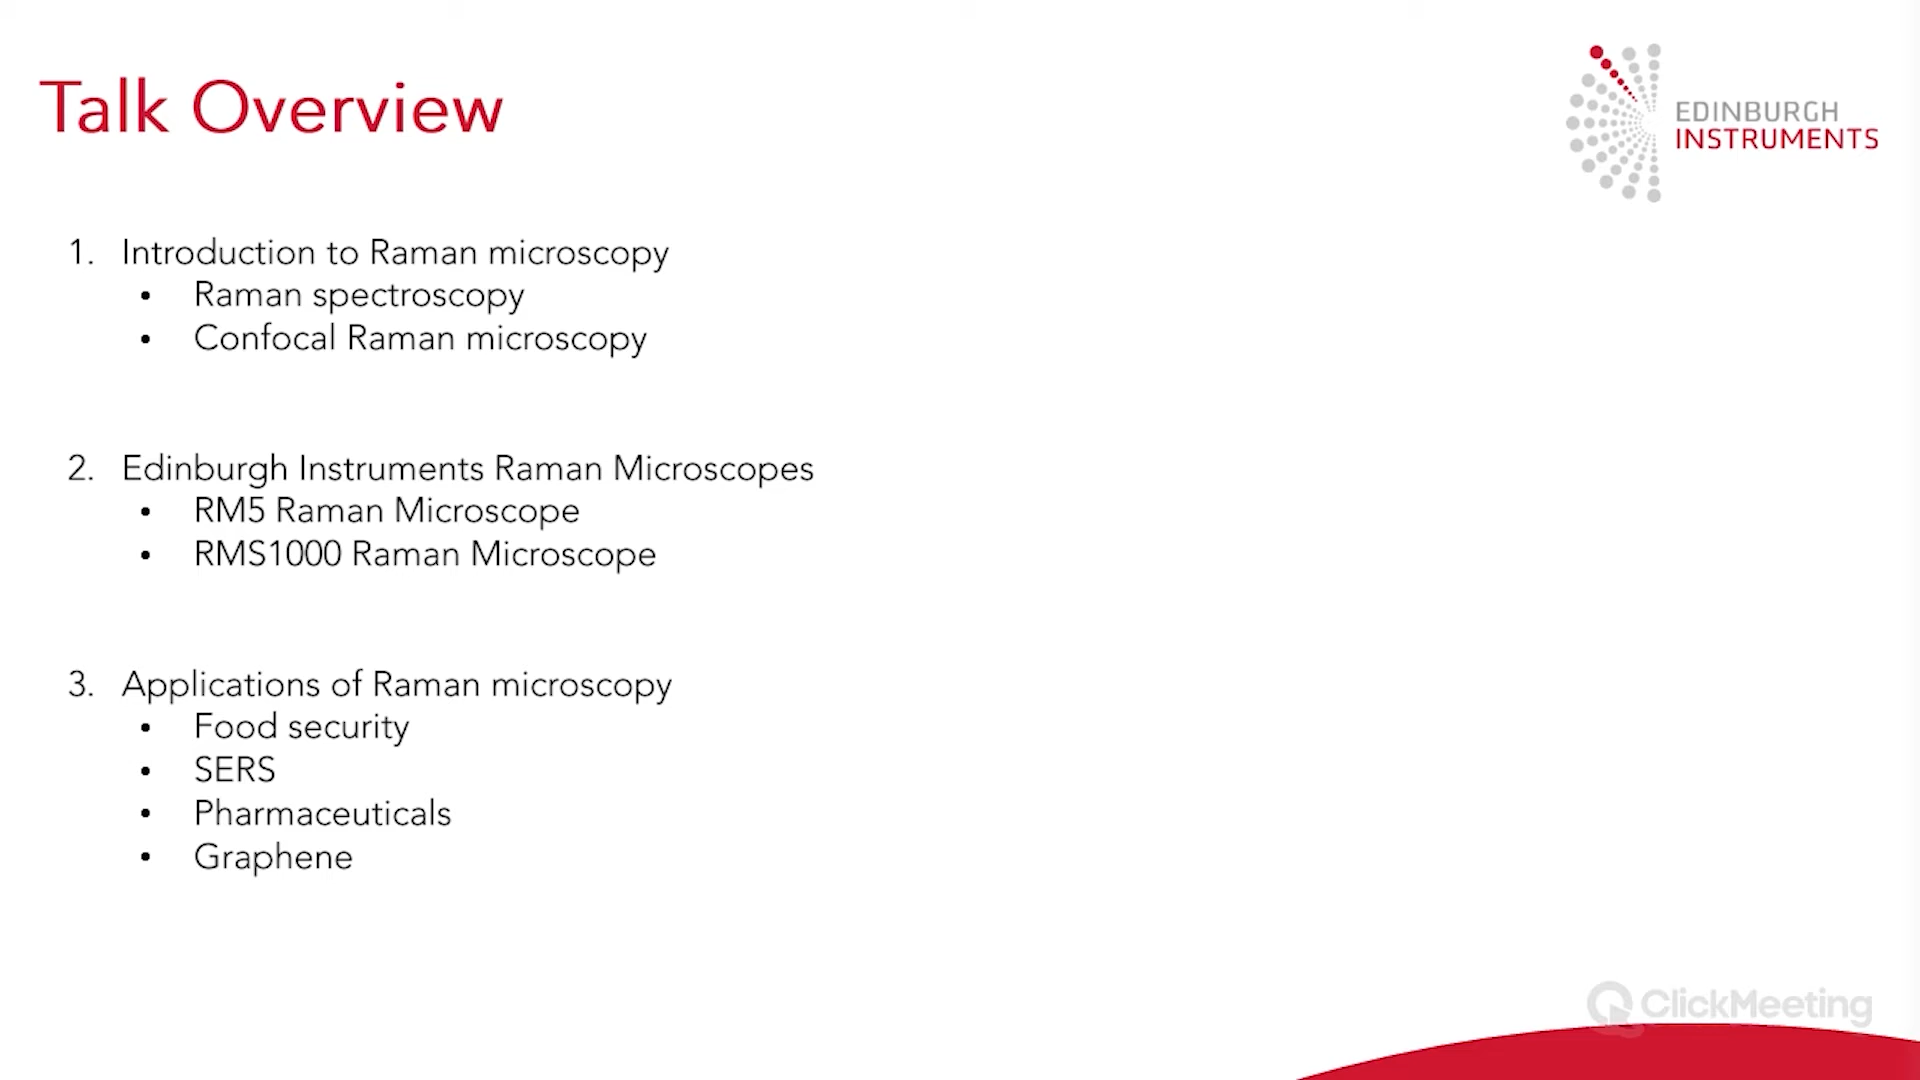 Talk Overview
EDINBURGH
INSTRUMENTS
1. Introduction to Raman microscopy
• Raman spectroscopy
• Confocal Raman microscopy
2. Edinburgh Instruments Raman Microscopes
• RM5 Raman Microscope
• RMS1000 Raman Microscope
3. Applications of Raman microscopy
• Food security
• SERS
• Pharmaceuticals
• Graphene
ClickMeeting